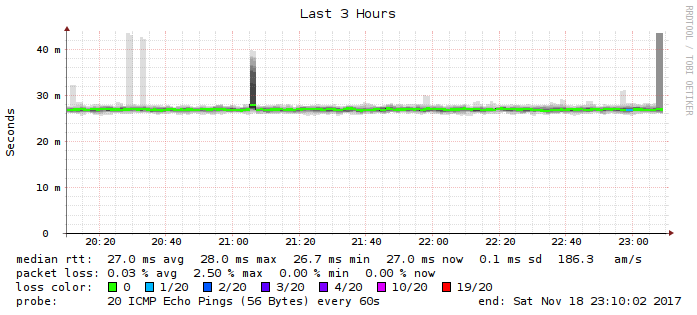 Last 3 Hours
RRDTOOL / TOBI OETIKER
Seconds
40 m
30 m
20 m
10 m
0
20:20 20:40 21:00 21:20 21:40 22:00 22:20 22:40 23:00
median rtt: 27.0 ms avg 28.0 ms max 26.7 ms min 27.0 ms now 0.1 ms sd 186.3 am/s
packet loss: 0.03 % avg 2.50 % max 0.00 % min 0.00 % now
loss color: 0 1/20 2/20 3/20 4/20 10/20 19/20
probe: 20 ICMP Echo Pings (56 Bytes) every 60s end: Sat Nov 18 23:10:02 2017